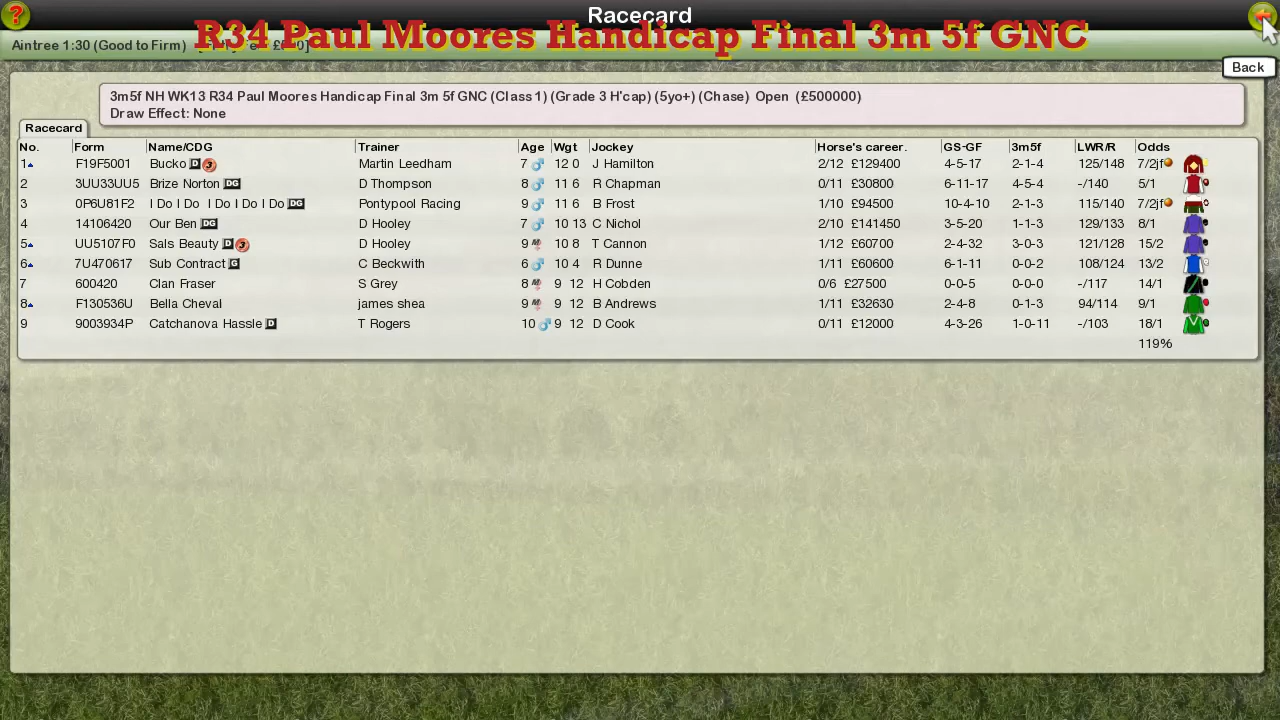 Racecard
R34 Paul Moores Handicap Final 3m 5f GNC
Aintree 1:30 (Good to Firm)
Back
3m5f NH WK13 R34 Paul Moores Handicap Final 3m 5f GNC (Class 1) (Grade 3 H'cap) (5yo+) (Chase) Open (£500000)
Draw Effect: None
Racecard
No. Form Name/CDG Trainer Age Wgt Jockey Horse's career. GS-GF 3m5f LWR/R Odds
1 F19F5001 Bucko D 3 Martin Leedham 7 12 0 J Hamilton 2/12 £129400 4-5-17 2-1-4 125/148 7/2jf
2 3UU33UU5 Brize Norton DG D Thompson 8 11 6 R Chapman 0/11 £30800 6-11-17 4-5-4 -/140 5/1
3 0P6U81F2 I Do I Do I Do I Do I Do DG Pontypool Racing 9 11 6 B Frost 1/10 £94500 10-4-10 2-1-3 115/140 7/2jf
4 14106420 Our Ben DG D Hooley 7 10 13 C Nichol 2/10 £141450 3-5-20 1-1-3 129/133 8/1
5 UU5107F0 Sals Beauty D 3 D Hooley 9 10 8 T Cannon 1/12 £60700 2-4-32 3-0-3 121/128 15/2
6 7U470617 Sub Contract G C Beckwith 6 10 4 R Dunne 1/11 £60600 6-1-11 0-0-2 108/124 13/2
7 600420 Clan Fraser S Grey 8 9 12 H Cobden 0/6 £27500 0-0-5 0-0-0 -/117 14/1
8 F130536U Bella Cheval james shea 9 9 12 B Andrews 1/11 £32630 2-4-8 0-1-3 94/114 9/1
9 9003934P Catchanova Hassle D T Rogers 10 9 12 D Cook 0/11 £12000 4-3-26 1-0-11 -/103 18/1
119%